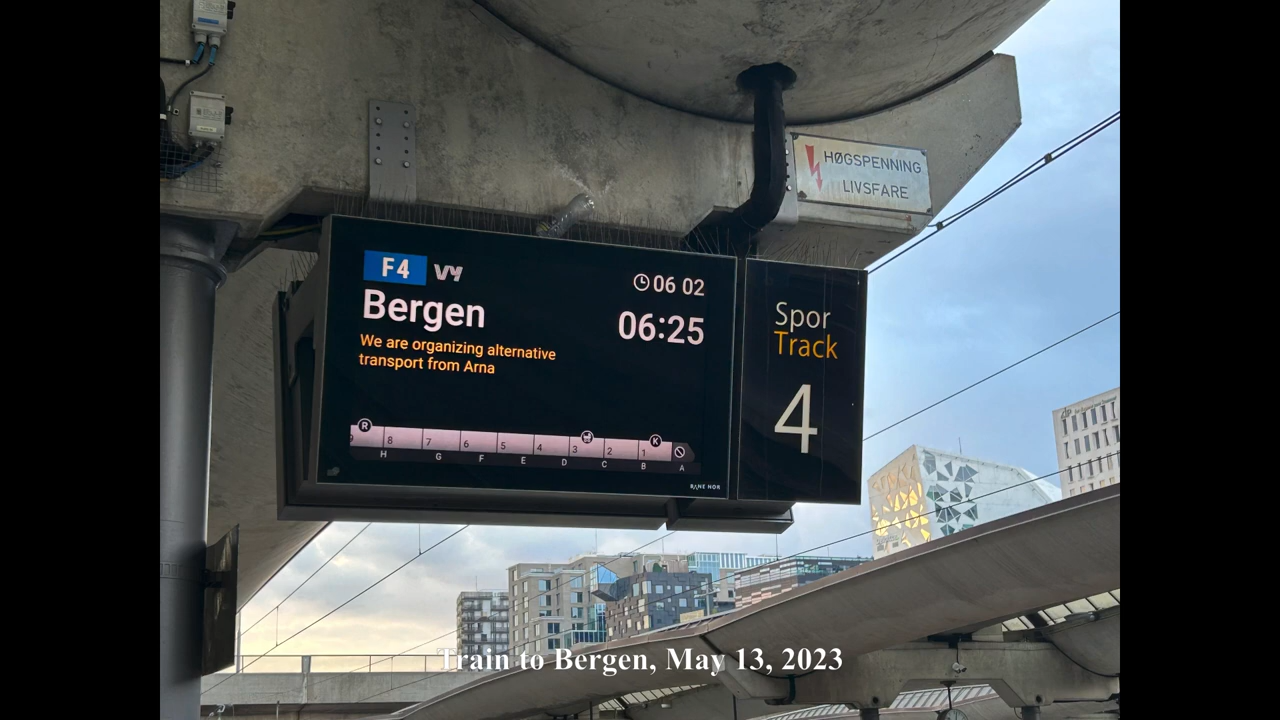 HØGSPENNING
LIVSFARE
F4 VY
06 02
Bergen
06:25
We are organizing alternative
transport from Arna
Spor
Track
4
R K
9 8 7 6 5 4 3 2 1
H G F E D C B A
BANE NOR
Train to Bergen, May 13, 2023